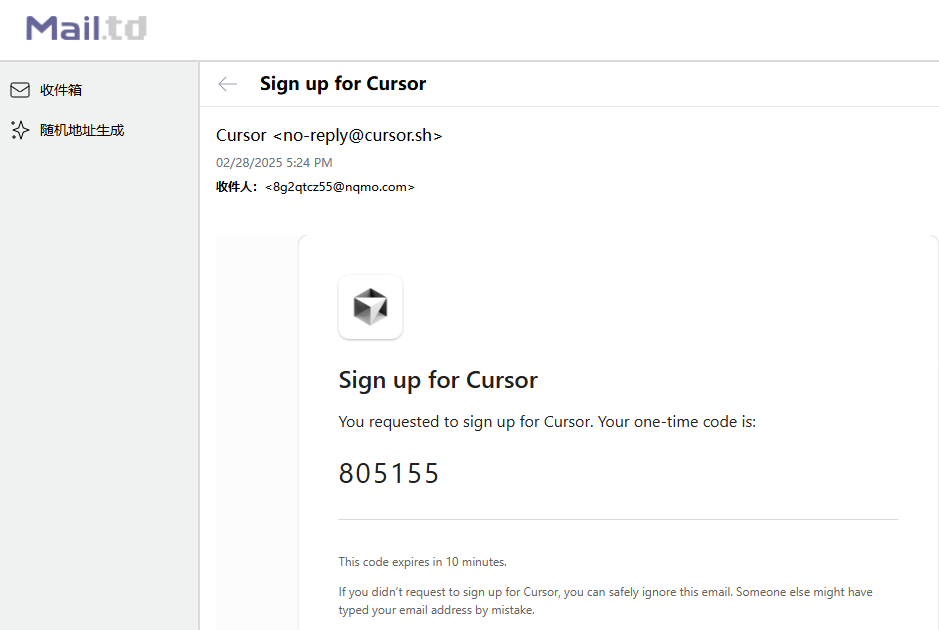 Mail.td
收件箱
随机地址生成
Sign up for Cursor
Cursor <no-reply@cursor.sh>
02/28/2025 5:24 PM
收件人： <8g2qtcz55@nqmo.com>
Sign up for Cursor
You requested to sign up for Cursor. Your one-time code is:
805155
This code expires in 10 minutes.
If you didn’t request to sign up for Cursor, you can safely ignore this email. Someone else might have
typed your email address by mistake.